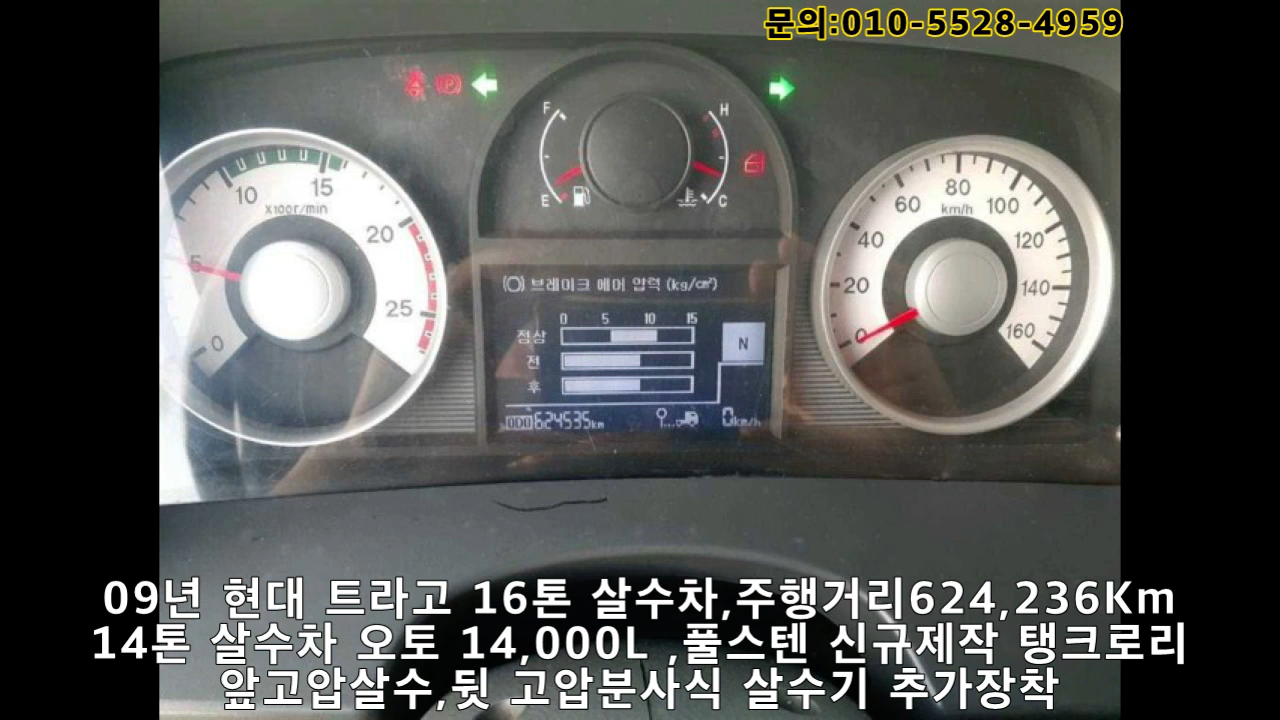 문의:010-5528-4959
F H
E C
10 15 20 25
5
0
X100r/min
80
60 km/h 100
40 120
20 140
0 160
브레이크 에어 압력 (kg/㎠)
0 5 10 15
점상
전
후
N
ODO 624535km 0km/h
09년 현대 트라고 16톤 살수차,주행거리624,236Km
14톤 살수차 오토 14,000L ,풀스텐 신규제작 탱크로리
앞고압살수,뒷 고압분사식 살수기 추가장착